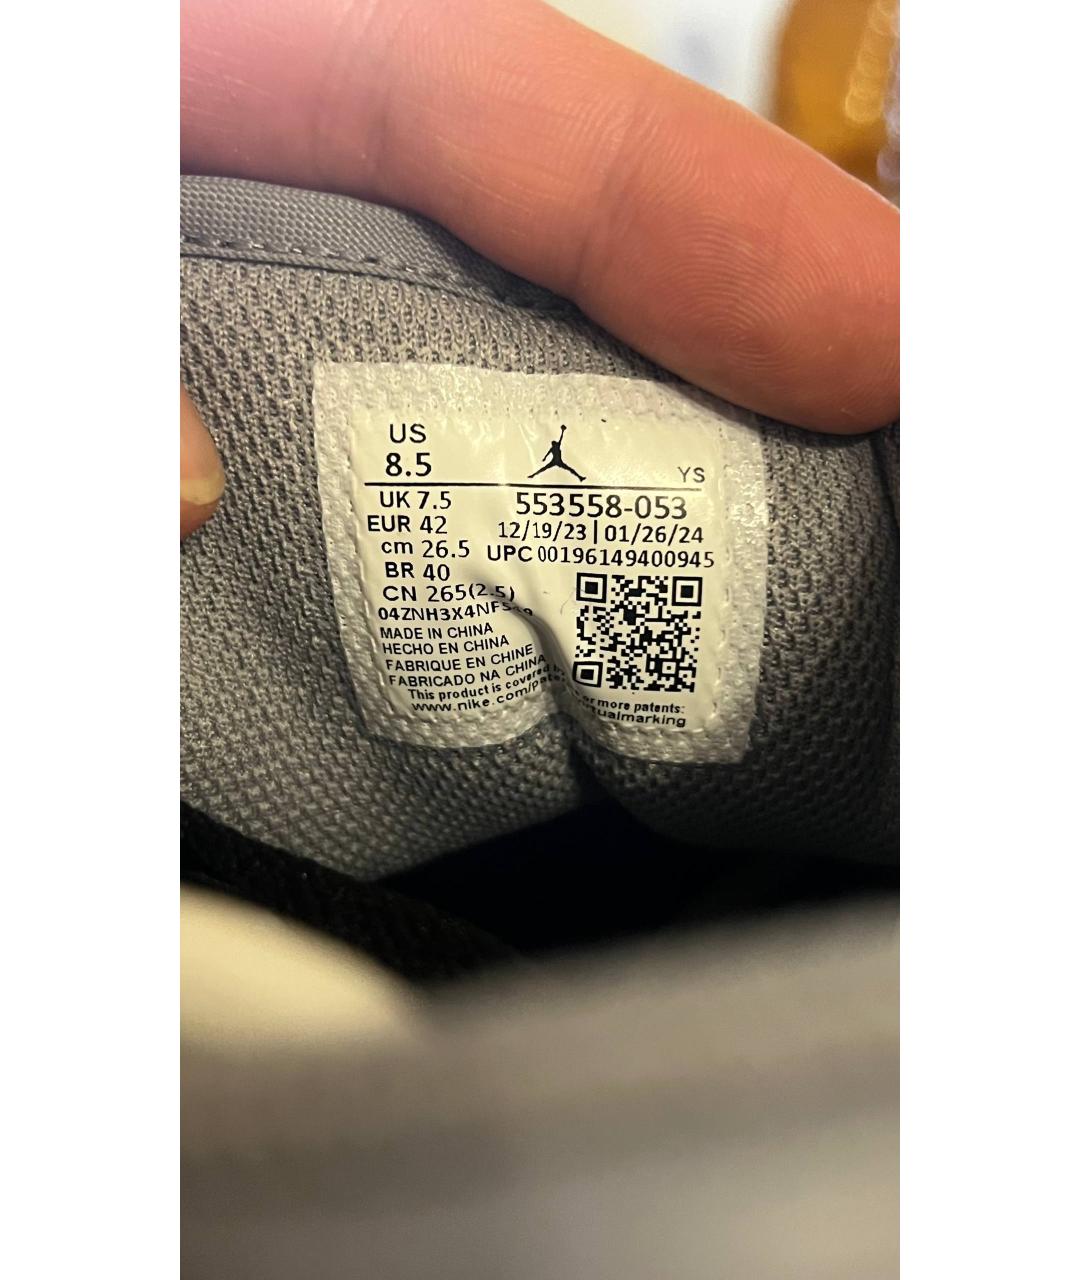 US
8.5
YS
UK 7.5
EUR 42
cm 26.5
BR 40
CN 265(2.5)
MADE IN CHINA
HECHO EN CHINA
FABRIQUE EN CHINE
FABRICADO NA CHINA
This product is covered
www.nike.com/
553558-053
12/19/23|01/26/24
UPC 00196149400945
more patents: